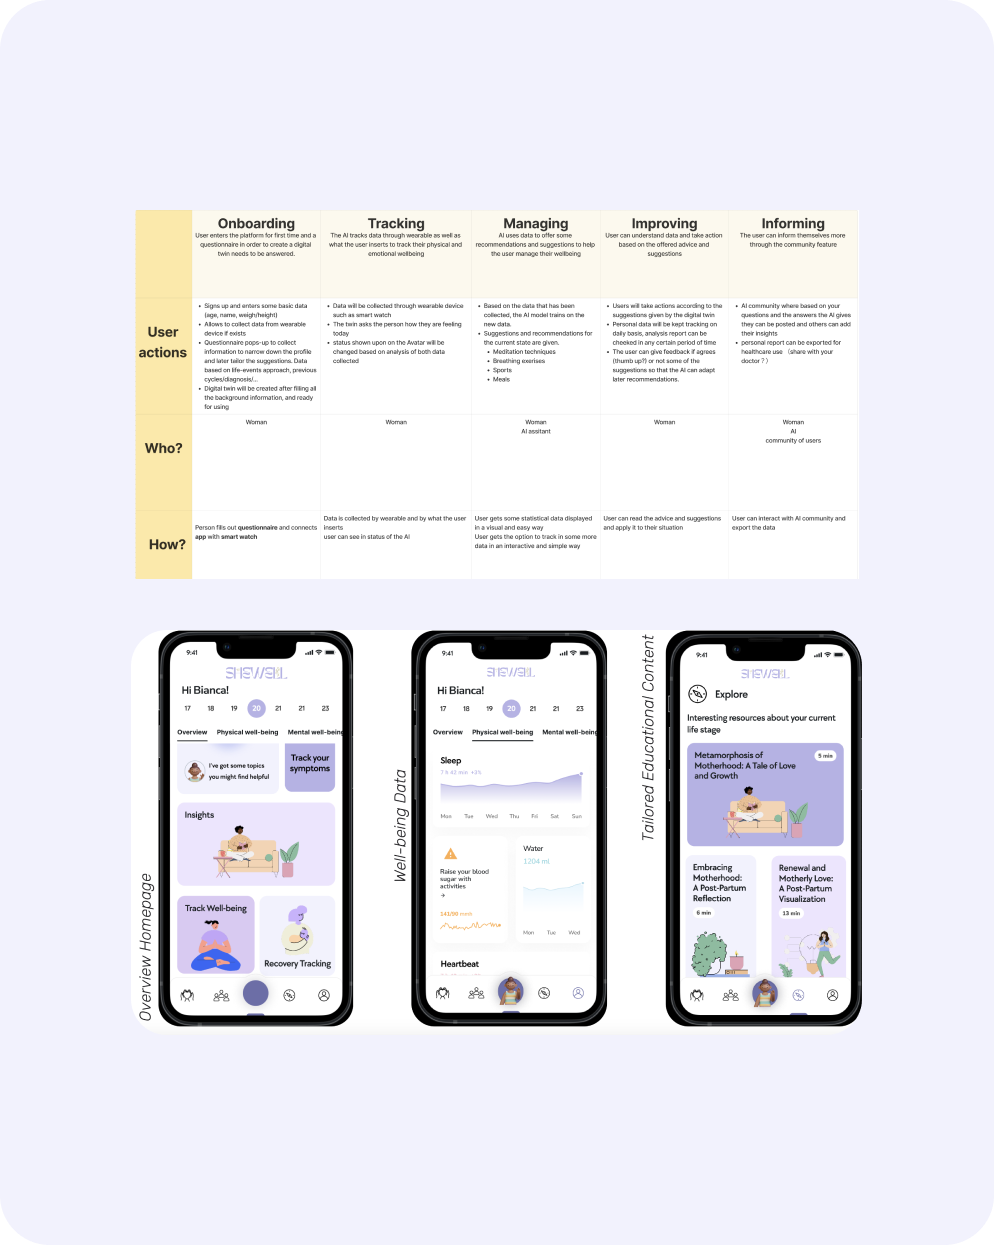 Onboarding
User enters the platform for first time and a
questionnaire in order to create a digital
twin needs to be answered.
Tracking
The AI tracks data through wearable as well as
what the user inserts to track their physical and
emotional wellbeing
Managing
AI uses data to offer some
recommendations and suggestions to help
the user manage their wellbeing
Improving
User can understand data and take action
based on the offered advice and
suggestions
Informing
The user can inform themselves more
through the community feature
User
actions
• Signs up and enters some basic data
(age, name, weigh/height)
• Allows to collect data from wearable
device if exists
• Questionnaire popps-up to collect
information to narrow down the profile
and later tailor the suggestions. Data
based on life-events approach, previous
cycles/diagnosis/...
• Digital twin will be created after filling all
the background information, and ready
for using
• Data will be collected through wearable device
such as smart watch
• The twin asks the person how they are feeling
today
• status shown upon on the Avatar will be
changed based on analysis of both data
collected
• Based on the data that has been
collected, the AI model trains on the
new data.
• Suggestions and recommendations for
the current state are given.
• Meditation techniques
• Breathing exerises
• Sports
• Meals
• Users will take actions according to the
suggestions given by the digital twin
• Personal data will be kept tracking on
daily basis, analysis report can be
cheeked in any certain period of time
• The user can give feedback if agrees
(thumb up?) or not some of the
suggestions so that the AI can adapt
later recommendations.
• AI community where based on your
questions and the answers the AI gives
they can be posted and others can add
their insights
• personal report can be exported for
healthcare use （share with your
doctor？）
Who?
Woman
Woman
Woman
AI assitant
Woman
Woman
AI
community of users
How?
Person fills out questionnaire and connects
app with smart watch
Data is collected by wearable and by what the user
inserts
user can see in status of the AI
User gets some statistical data displayed
in a visual and easy way
User gets the option to track in some more
data in an interactive and simple way
User can read the advice and suggestions
and apply it to their situation
User can interact with AI community and
export the data
Overview Homepage
9:41
SHEWELL
Hi Bianca!
17 18 19 20 21 21 23
Overview Physical well-being Mental well-being
I've got some topics
you might find helpful
Track your
symptoms
Insights
Track Well-being
Recovery Tracking
Well-being Data
9:41
SHEWELL
Hi Bianca!
17 18 19 20 21 21 23
Overview Physical well-being Mental well-being
Sleep
7 h 42 min +3%
Mon Tue Wed Thu Fri Sat Sun
Raise your blood
sugar with
activities
→
Water
1204 ml
Mon Tue Wed
Heartbeat
Tailored Educational Content
9:41
SHEWELL
Explore
Interesting resources about your current
life stage
Metamorphosis of
Motherhood: A Tale of Love
and Growth
5 min
Embracing
Motherhood:
A Post-Partum
Reflection
6 min
Renewal and
Motherly Love:
A Post-Partum
Visualization
13 min